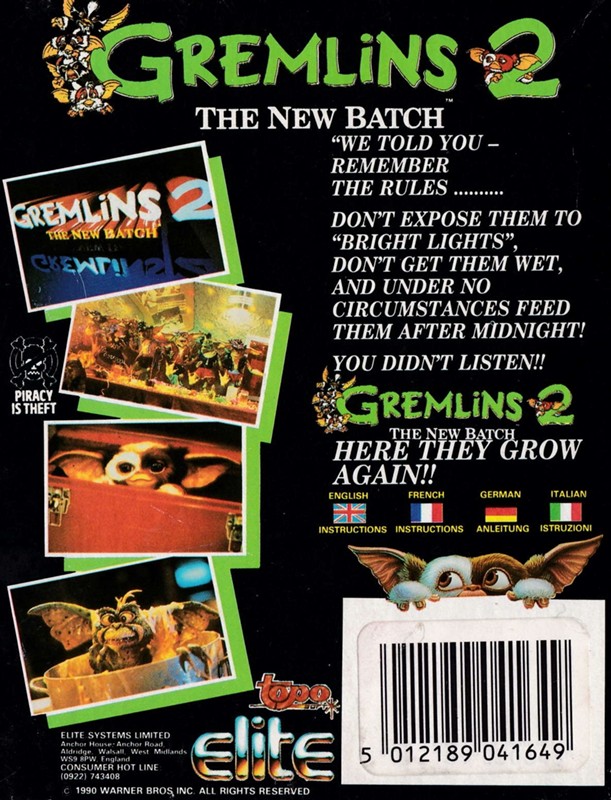 GREMLINS 2
THE NEW BATCH™
"WE TOLD YOU –
REMEMBER
THE RULES ..........
DON'T EXPOSE THEM TO
"BRIGHT LIGHTS",
DON'T GET THEM WET,
AND UNDER NO
CIRCUMSTANCES FEED
THEM AFTER MIDNIGHT!
YOU DIDN'T LISTEN!!
GREMLINS 2
THE NEW BATCH
HERE THEY GROW
AGAIN!!
GREMLINS 2
THE NEW BATCH
GREMLINS 2
PIRACY
IS THEFT
ENGLISH
INSTRUCTIONS
FRENCH
INSTRUCTIONS
GERMAN
ANLEITUNG
ITALIAN
ISTRUZIONI
topo
soft
elite
ELITE SYSTEMS LIMITED
Anchor House: Anchor Road,
Aldridge, Walsall, West Midlands
WS9 8PW, England
CONSUMER HOT LINE
(0922) 743408
© 1990 WARNER BROS, INC. ALL RIGHTS RESERVED
5 012189 041649